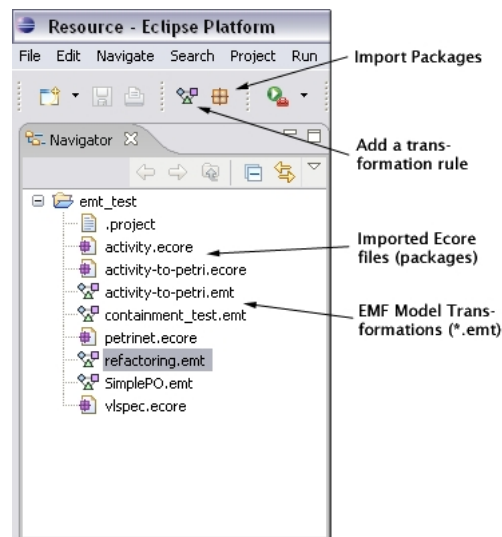 Resource - Eclipse Platform
File Edit Navigate Search Project Run
Import Packages
Navigator
Add a trans-
formation rule
emt_test
.project
activity.ecore
activity-to-petri.ecore
activity-to-petri.emt
containment_test.emt
petrinet.ecore
refactoring.emt
SimplePO.emt
vlspec.ecore
Imported Ecore
files (packages)
EMF Model Trans-
formations (*.emt)